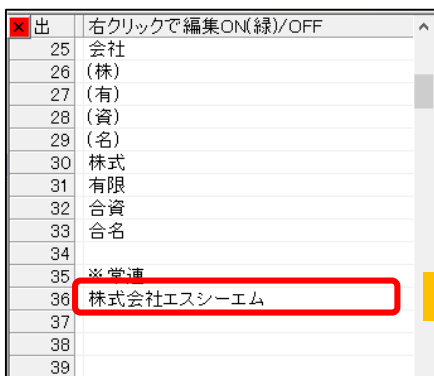 ×出 右クリックで編集ON(緑)/OFF
25 会社
26 (株)
27 (有)
28 (資)
29 (名)
30 株式
31 有限
32 合資
33 合名
34
35 ※常連
36 株式会社エスシーエム
37
38
39